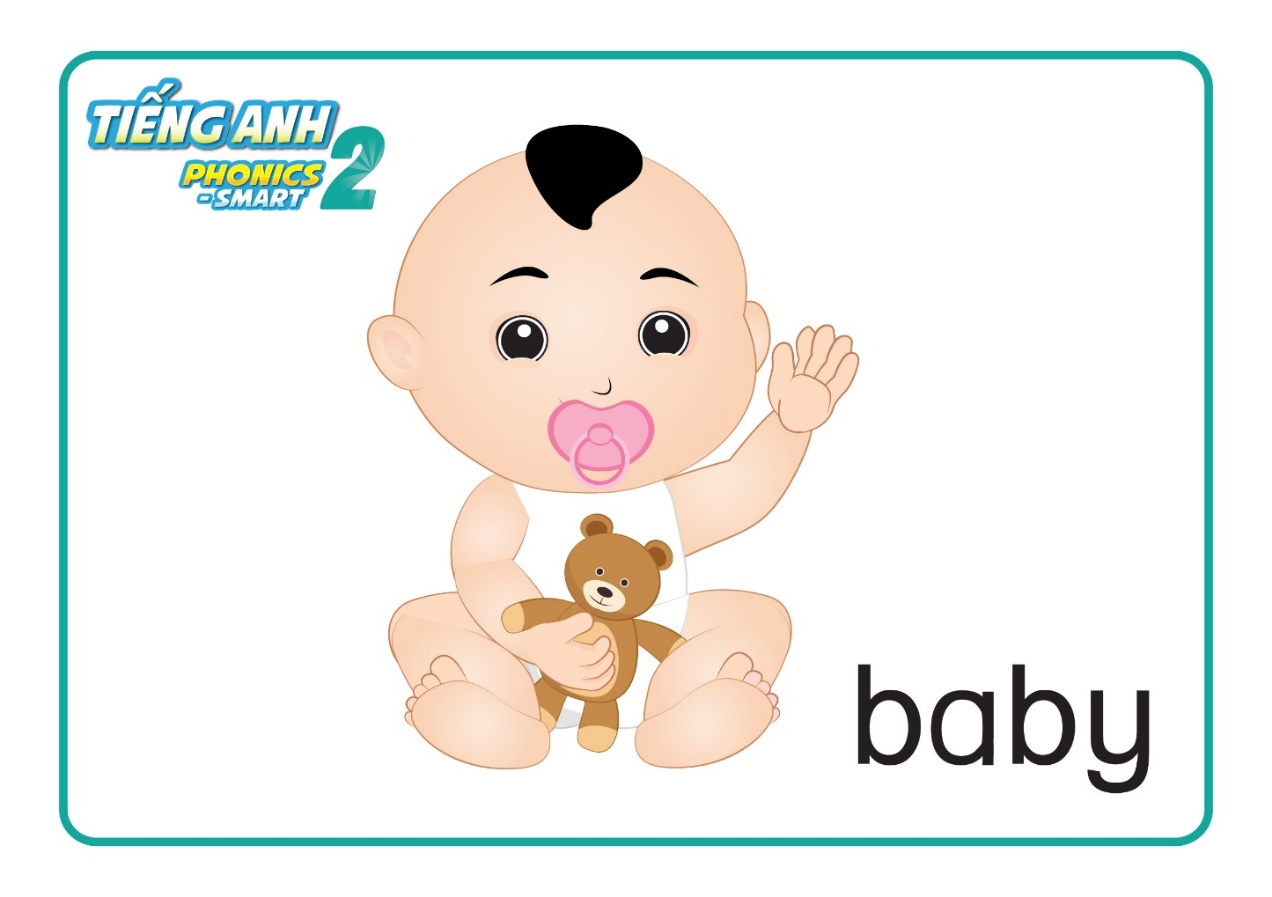 TIẾNG ANH 2
PHONICS
-SMART
baby